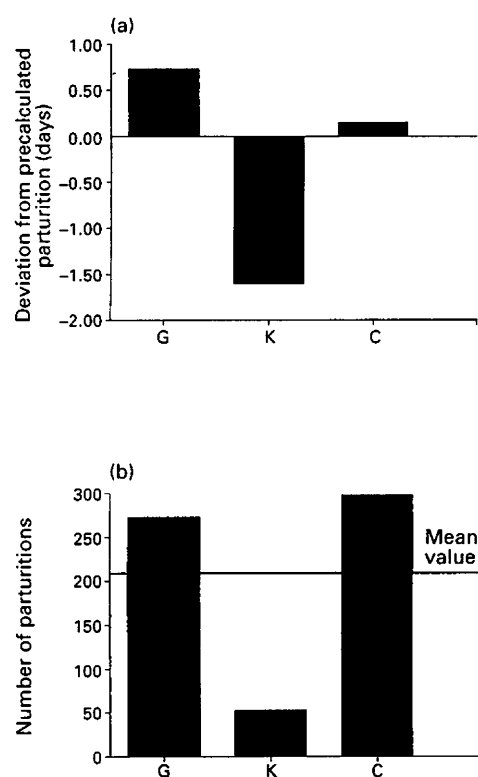 (a)
1.00
0.50
0.00
−0.50
−1.00
−1.50
−2.00
Deviation from precalculated
parturition (days)
G K C
(b)
300
250
200
150
100
50
0
Number of parturitions
Mean
value
G K C